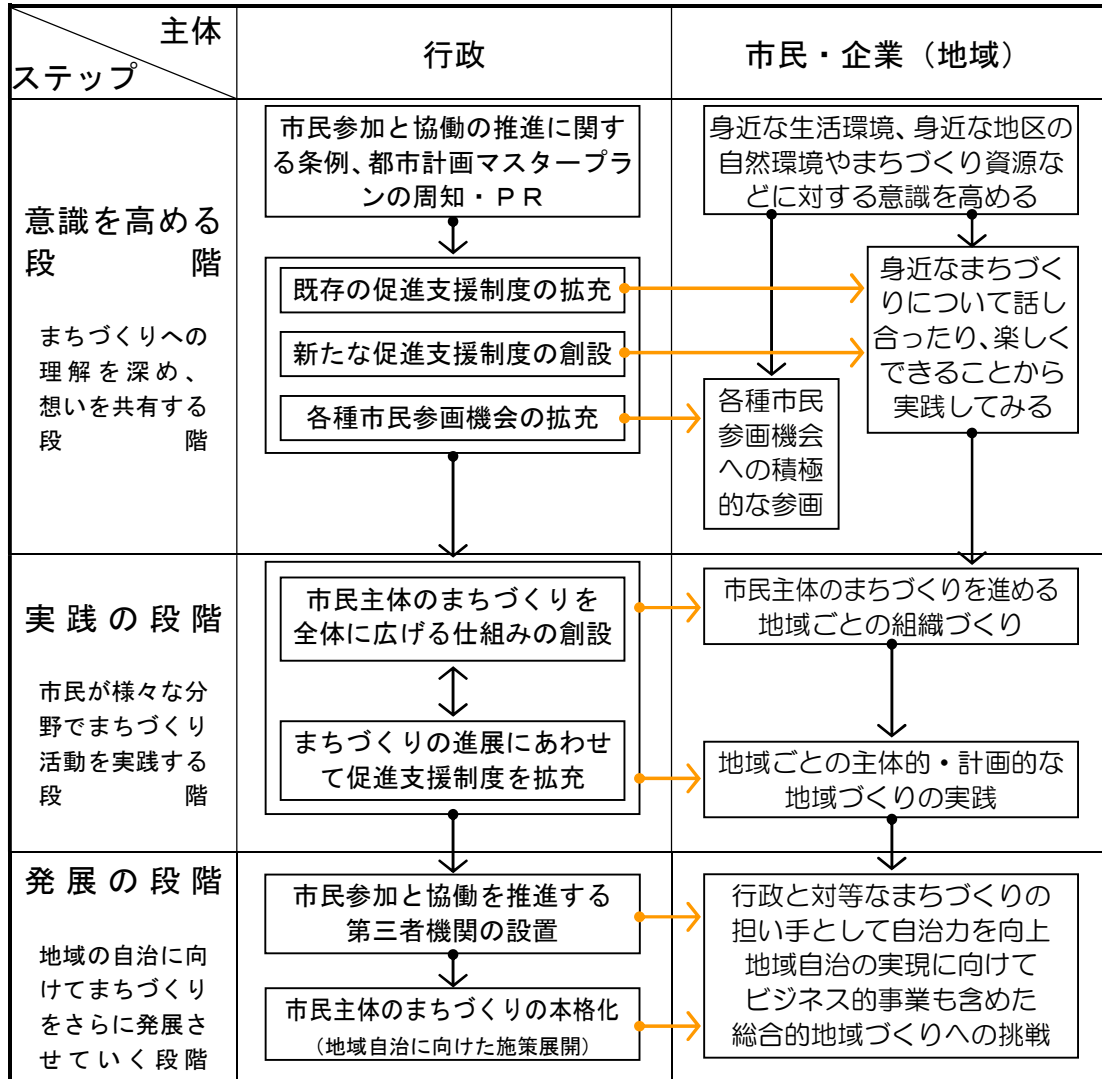 主体
ステップ
行政
市民・企業（地域）
意識を高める
段階
まちづくりへの
理解を深め、
想いを共有する
段階
市民参加と協働の推進に関す
る条例、都市計画マスタープラ
ンの周知・ＰＲ
既存の促進支援制度の拡充
新たな促進支援制度の創設
各種市民参画機会の拡充
身近な生活環境、身近な地区の
自然環境やまちづくり資源な
どに対する意識を高める
身近なまちづく
りについて話し
合ったり、楽しく
できることから
実践してみる
各種市民
参画機会
への積極
的な参画
実践の段階
市民が様々な分
野でまちづくり
活動を実践する
段階
市民主体のまちづくりを
全体に広げる仕組みの創設
まちづくりの進展にあわせ
て促進支援制度を拡充
市民主体のまちづくりを進める
地域ごとの組織づくり
地域ごとの主体的・計画的な
地域づくりの実践
発展の段階
地域の自治に向
けてまちづくり
をさらに発展さ
せていく段階
市民参加と協働を推進する
第三者機関の設置
市民主体のまちづくりの本格化
（地域自治に向けた施策展開）
行政と対等なまちづくりの
担い手として自治力を向上
地域自治の実現に向けて
ビジネス的事業も含めた
総合的地域づくりへの挑戦